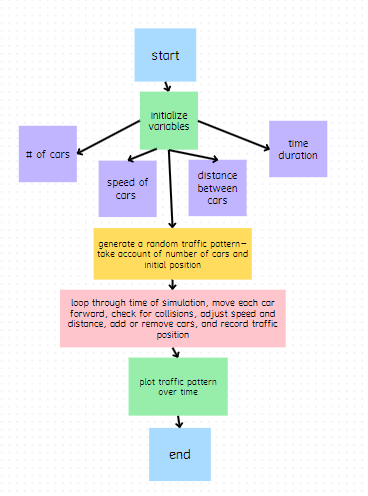 start
initialize
variables
# of cars
speed of
cars
distance
between
cars
time
duration
generate a random traffic pattern-
take account of number of cars and
initial position
loop through time of simulation, move each car
forward, check for collisions, adjust speed and
distance, add or remove cars, and record traffic
position
plot traffic pattern
over time
end